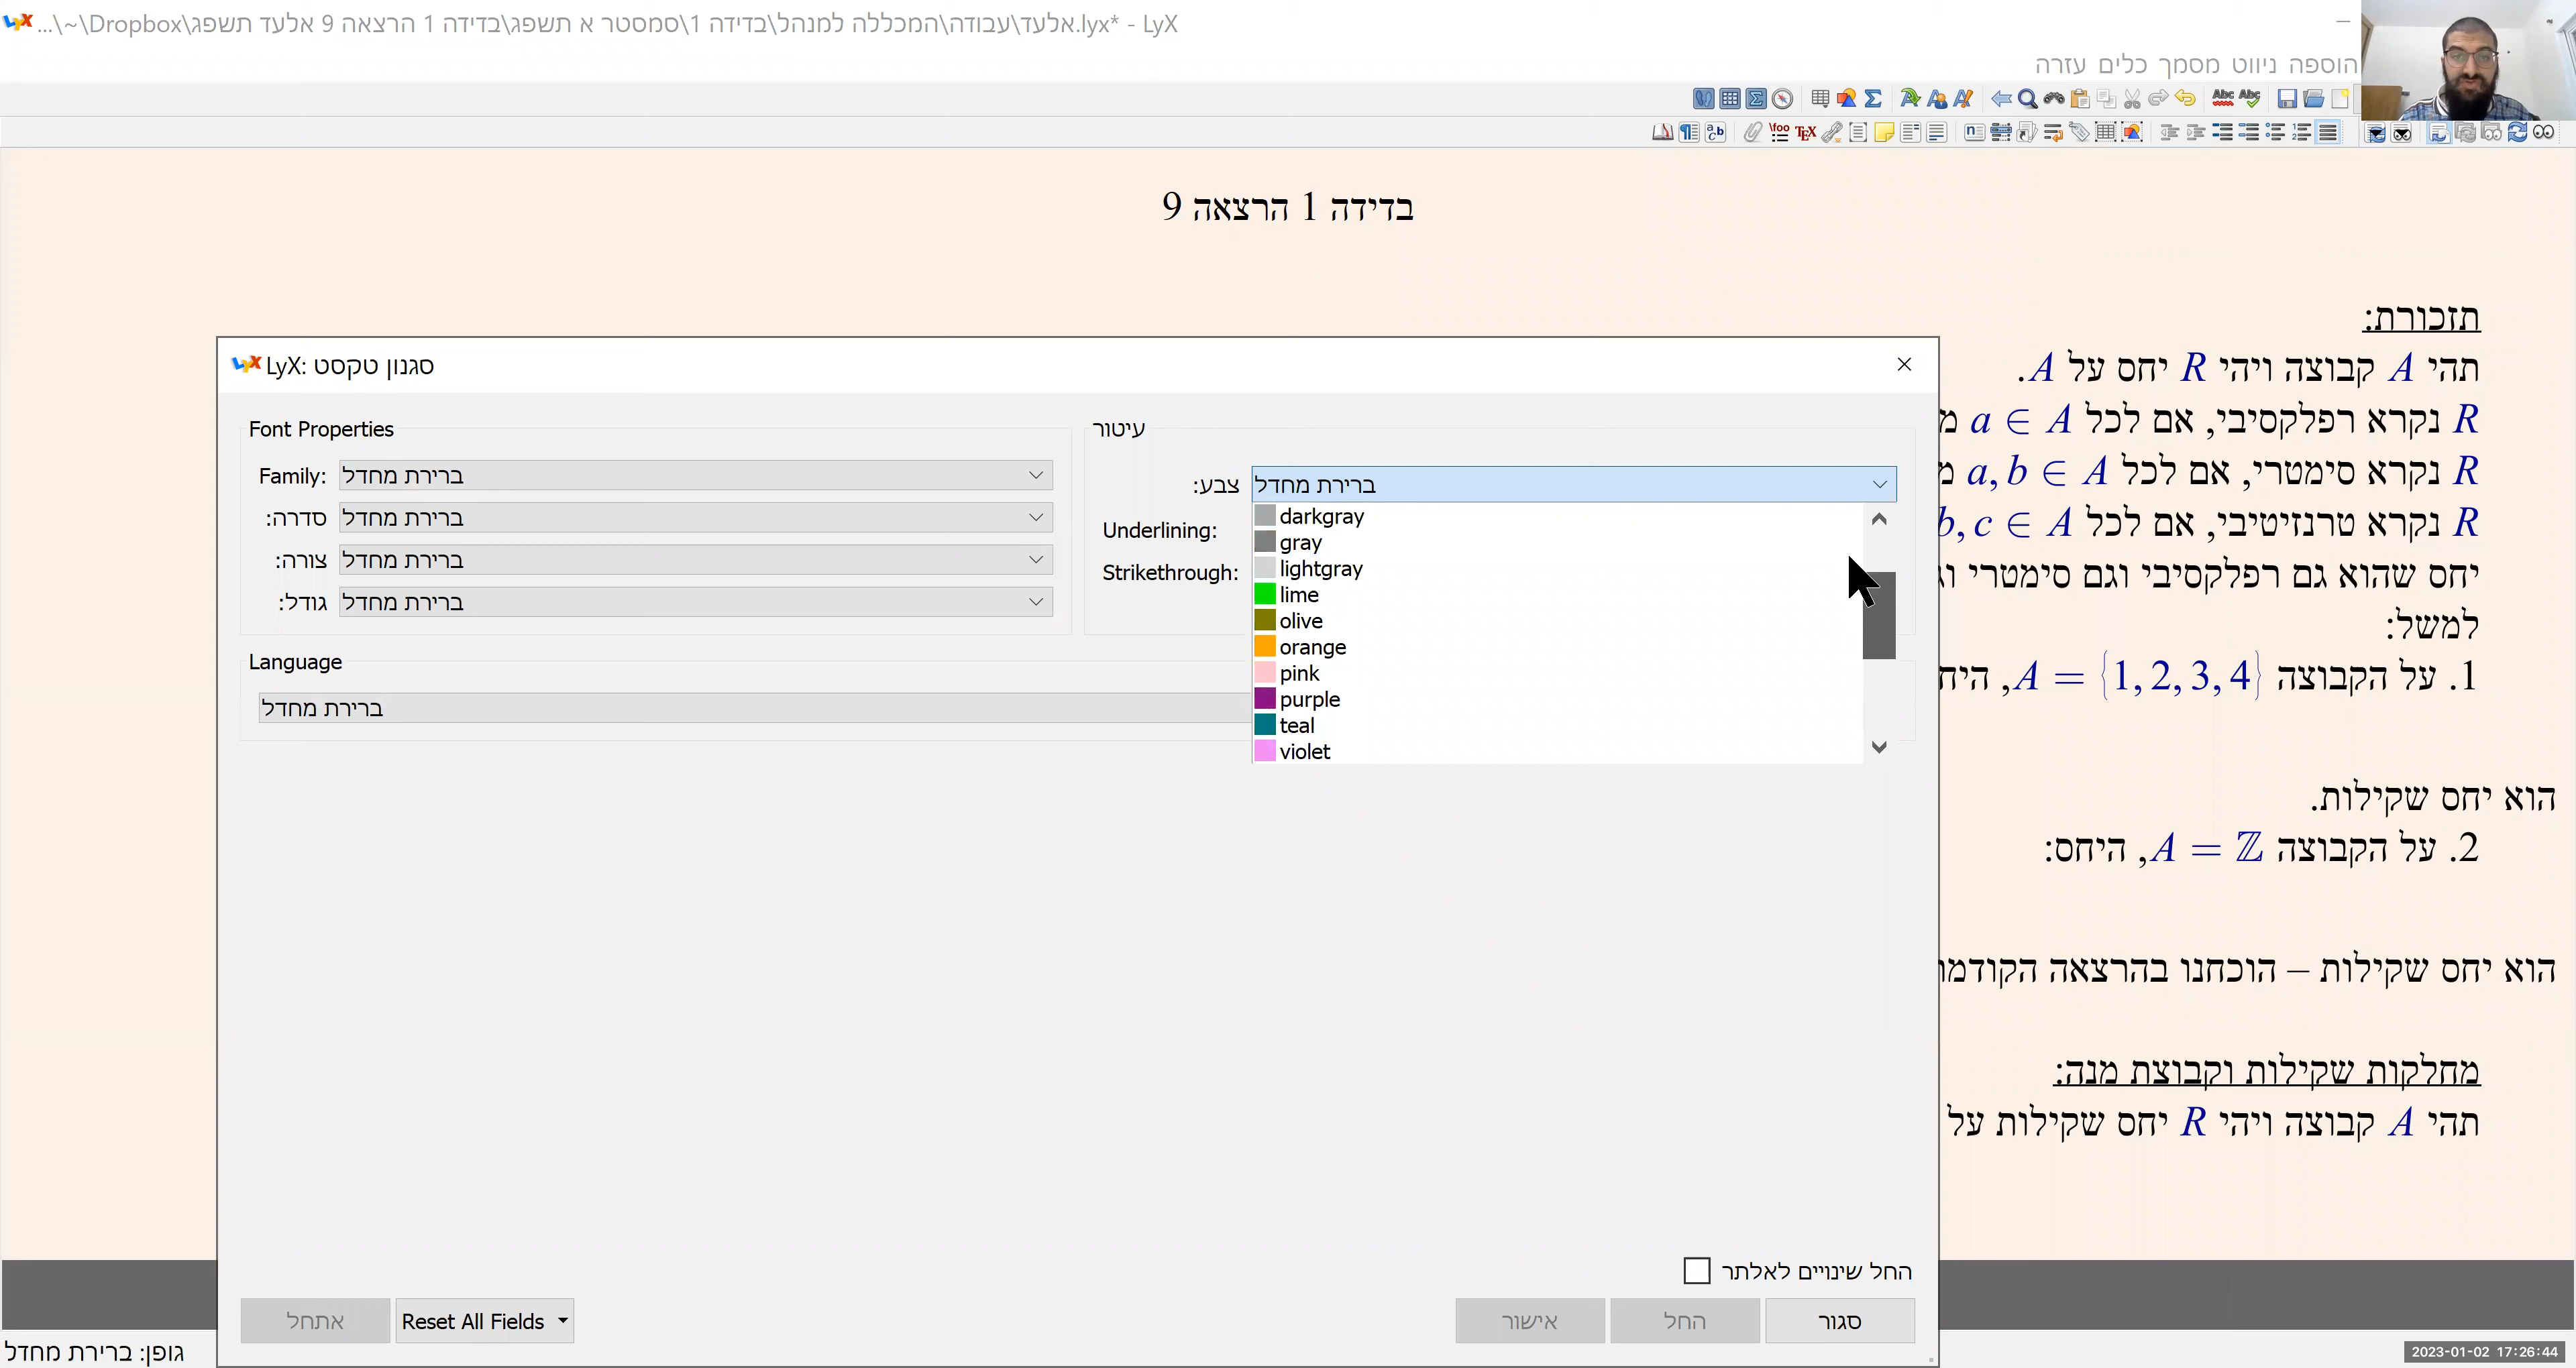 ...\~\Dropbox\אלעד\עבודה\המכללה למנהל\בדידה 1\סמסטר א תשפג\בדידה 1 הרצאה 9 אלעד תשפג.lyx* - LyX
הוספה ניווט מסמך כלים עזרה
בדידה 1 הרצאה 9
תזכורת:
תהי A קבוצה ויהי R יחס על A.
R נקרא רפלקסיבי, אם לכל a ∈ A
R נקרא סימטרי, אם לכל a, b ∈ A
R נקרא טרנזיטיבי, אם לכל b, c ∈ A
יחס שהוא גם רפלקסיבי וגם סימטרי
למשל:
1. על הקבוצה A = {1, 2, 3, 4},
הוא יחס שקילות.
2. על הקבוצה A = ℤ, היחס:
הוא יחס שקילות – הוכחנו בהרצאה
מחלקות שקילות וקבוצת מנה:
תהי A קבוצה ויהי R יחס שקילות על
LyX: סגנון טקסט
Font Properties
Family: ברירת מחדל
סדרה: ברירת מחדל
צורה: ברירת מחדל
גודל: ברירת מחדל
Language
ברירת מחדל
עיטור
צבע: ברירת מחדל
Underlining:
Strikethrough:
darkgray
gray
lightgray
lime
olive
orange
pink
purple
teal
violet
החל שינויים לאלתר
אתחל
Reset All Fields
אישור
החל
סגור
גופן: ברירת מחדל
2023-01-02 17:26:44